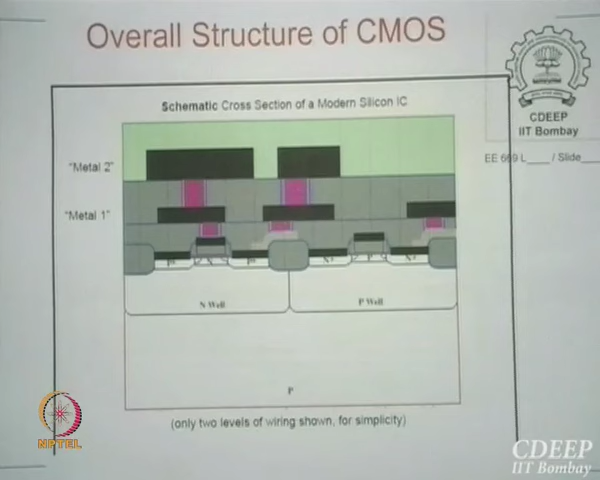 Overall Structure of CMOS
CDEEP
IIT Bombay
EE 669 L____ / Slide___
Schematic Cross Section of a Modern Silicon IC
"Metal 2"
"Metal 1"
N Well
P Well
P
(only two levels of wiring shown, for simplicity)
NPTEL
CDEEP
IIT Bombay